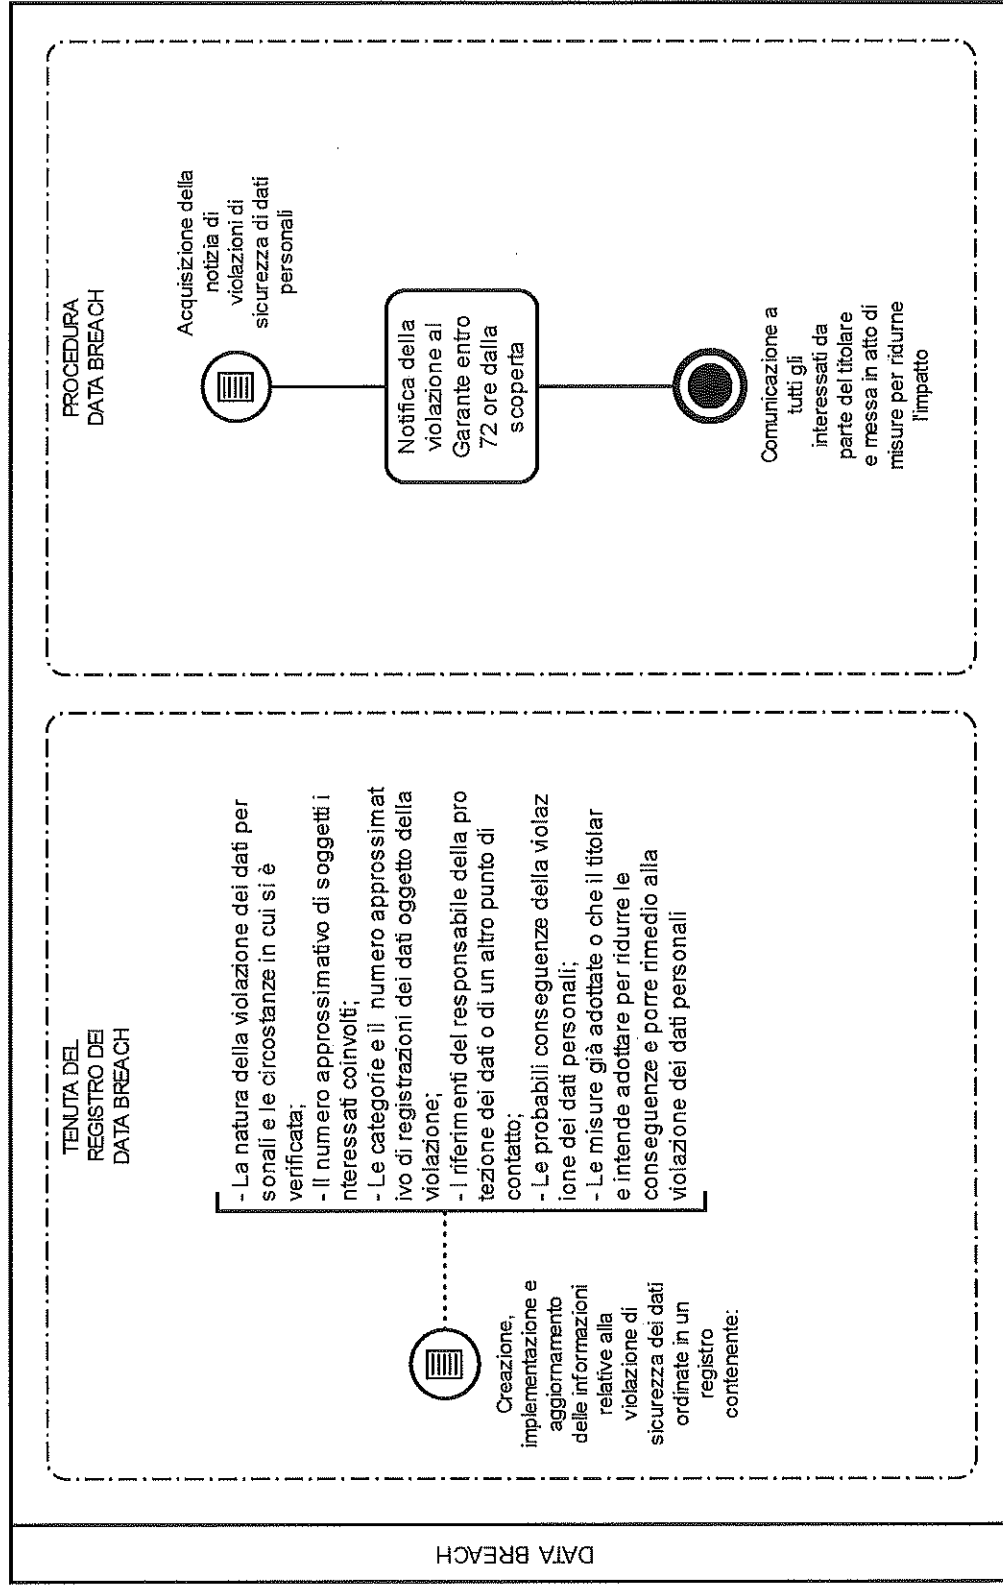 DATA BREACH
TENUTA DEL
REGISTRO DEI
DATA BREACH
Creazione,
implementazione e
aggiornamento
delle informazioni
relative alla
violazione di
sicurezza dei dati
ordinate in un
registro
contenente:
- La natura della violazione dei dati per
sonali e le circostanze in cui si è
verificata;
- Il numero approssimativo di soggetti i
nteressati coinvolti;
- Le categorie e il numero approssimat
ivo di registrazioni dei dati oggetto della
violazione;
- I riferimenti del responsabile della pro
tezione dei dati o di un altro punto di
contatto;
- Le probabili conseguenze della violaz
ione dei dati personali;
- Le misure già adottate o che il titolar
e intende adottare per ridurre le
conseguenze e porre rimedio alla
violazione dei dati personali
PROCEDURA
DATA BREACH
Acquisizione della
notizia di
violazioni di
sicurezza di dati
personali
Notifica della
violazione al
Garante entro
72 ore dalla
scoperta
Comunicazione a
tutti gli
interessati da
parte del titolare
e messa in atto di
misure per ridurne
l'impatto